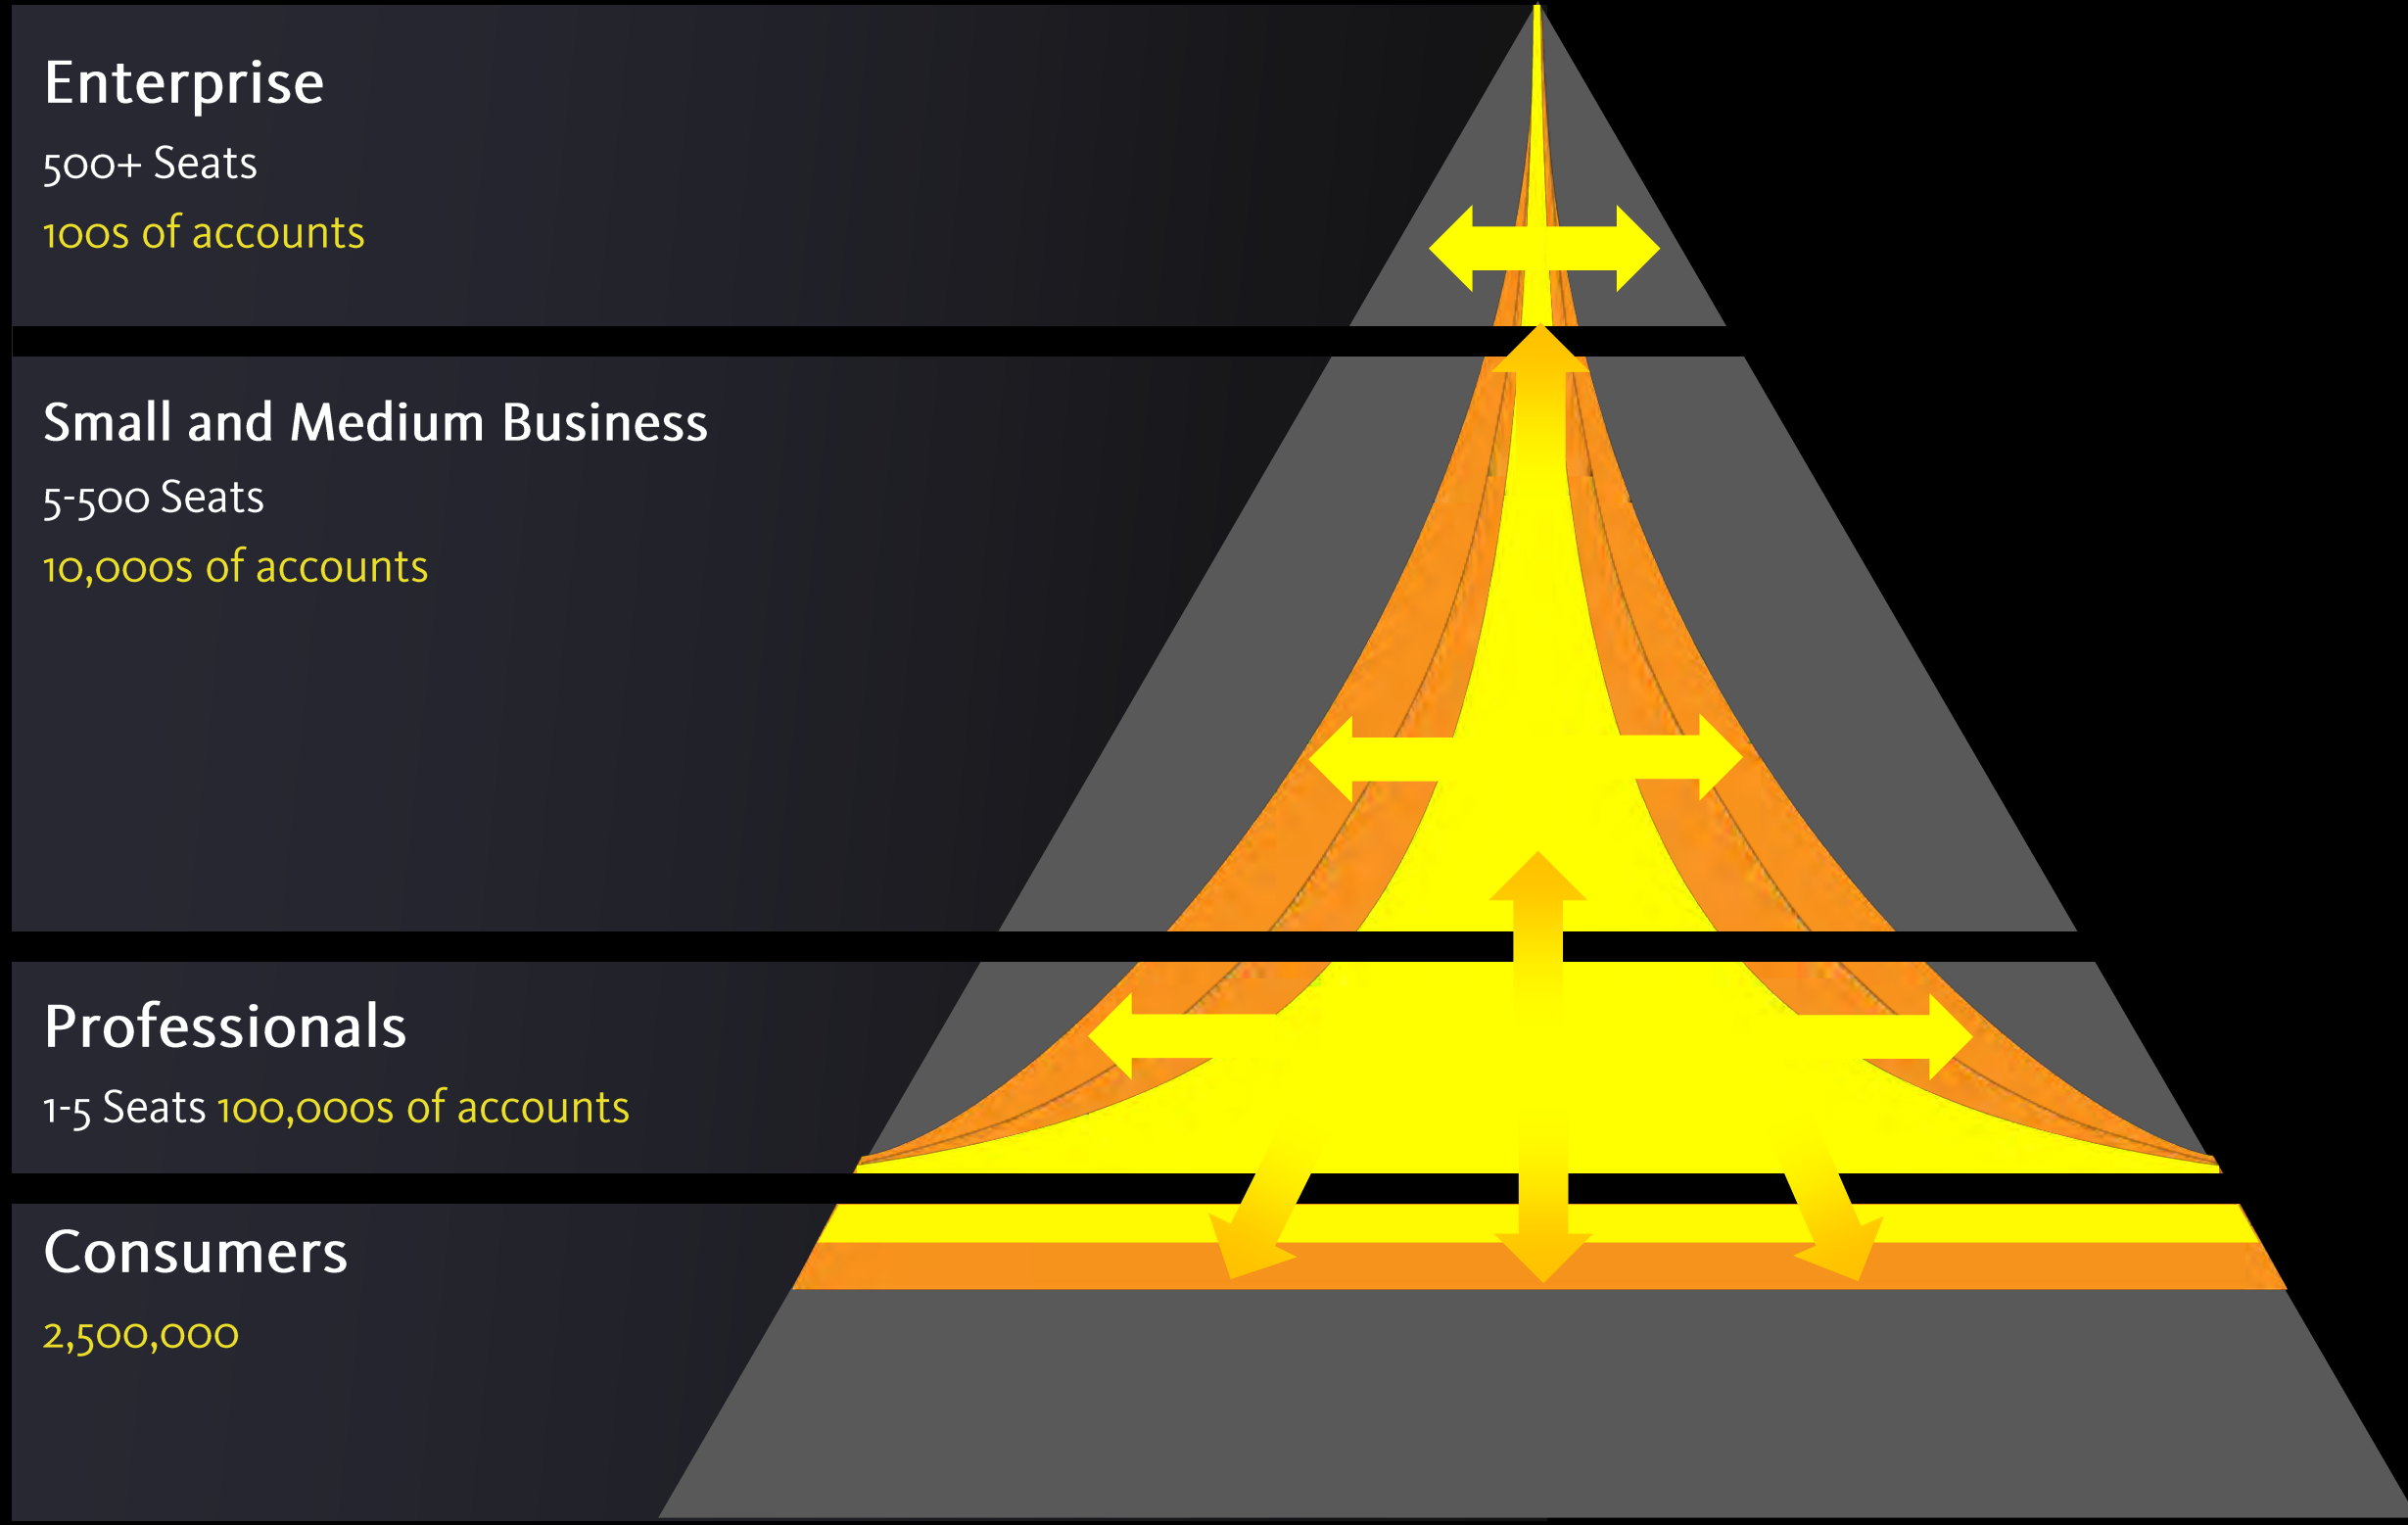 Enterprise
500+ Seats
100s of accounts
Small and Medium Business
5-500 Seats
10,000s of accounts
Professionals
1-5 Seats 100,000s of accounts
Consumers
2,500,000